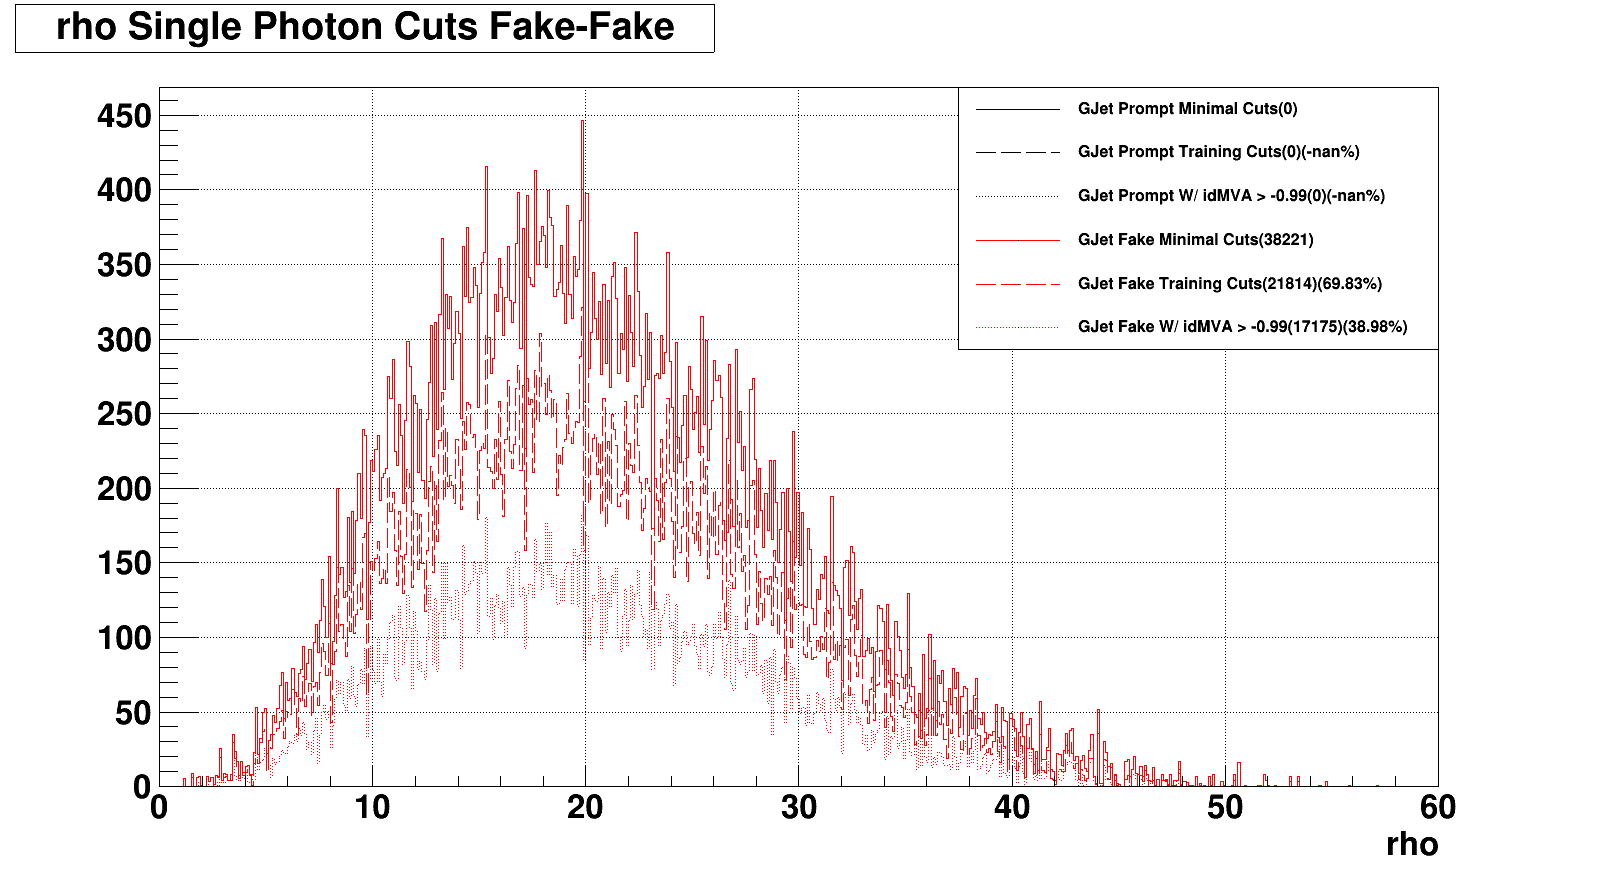 rho Single Photon Cuts Fake-Fake
GJet Prompt Minimal Cuts(0)
GJet Prompt Training Cuts(0)(-nan%)
GJet Prompt W/ idMVA > -0.99(0)(-nan%)
GJet Fake Minimal Cuts(38221)
GJet Fake Training Cuts(21814)(69.83%)
GJet Fake W/ idMVA > -0.99(17175)(38.98%)
450
400
350
300
250
200
150
100
50
0
0 10 20 30 40 50 60
rho